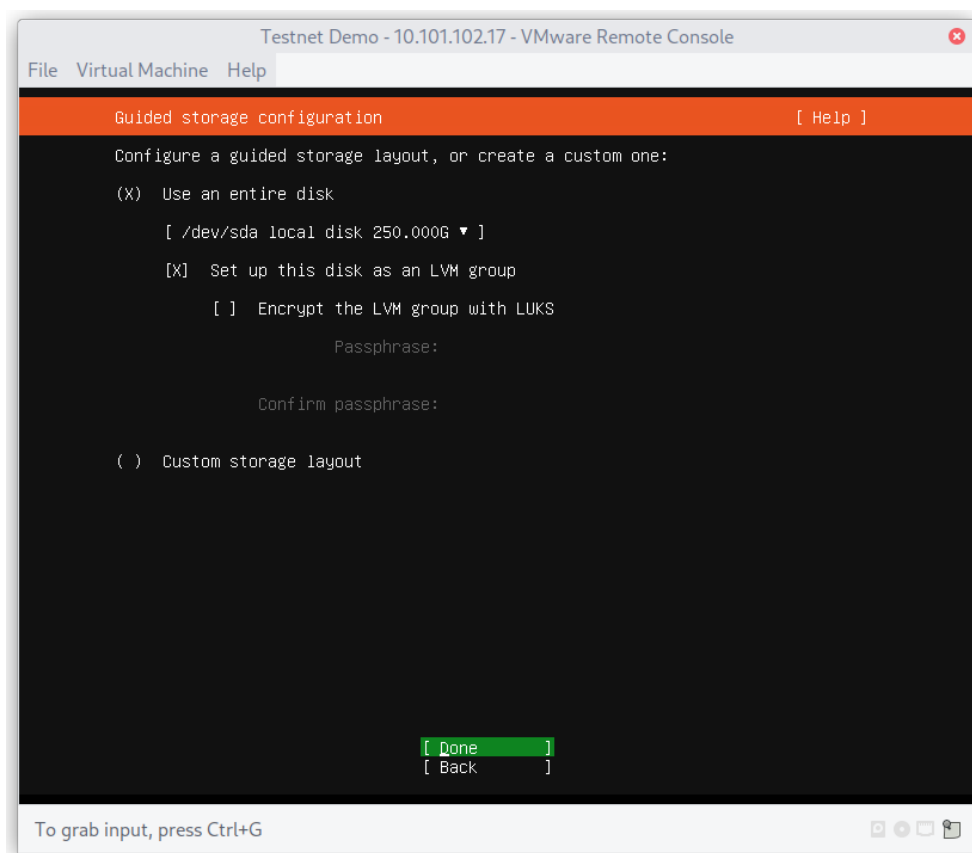 Testnet Demo - 10.101.102.17 - VMware Remote Console
File Virtual Machine Help
Guided storage configuration [ Help ]
Configure a guided storage layout, or create a custom one:
(X) Use an entire disk
[ /dev/sda local disk 250.000G ▾ ]
[X] Set up this disk as an LVM group
[ ] Encrypt the LVM group with LUKS
Passphrase:
Confirm passphrase:
( ) Custom storage layout
[ Done ]
[ Back ]
To grab input, press Ctrl+G